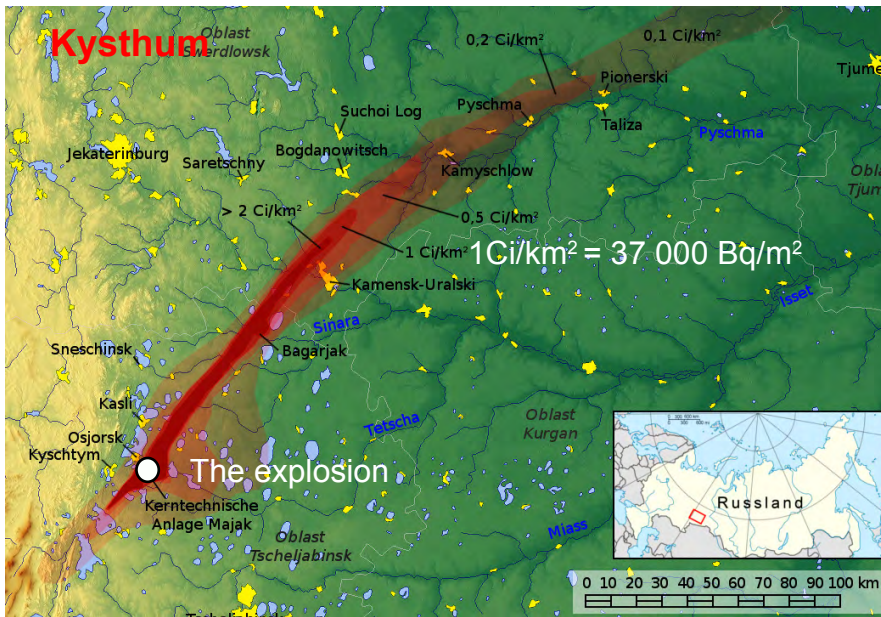 Kysthum
Oblast
Swerdlowsk
0,2 Ci/km²
0,1 Ci/km²
Pionerski
Tjume
Suchoi Log
Pyschma
Taliza
Pyschma
Jekaterinburg
Bogdanowitsch
Saretschny
Kamyschlow
Obla
Tjum
> 2 Ci/km²
0,5 Ci/km²
1 Ci/km²
1Ci/km² = 37 000 Bq/m²
Kamensk-Uralski
Isset
Sinara
Bagarjak
Sneschinsk
Kasli
Oblast
Kurgan
Tetscha
Osjorsk
Kyschtym
The explosion
Kerntechnische
Anlage Majak
Russland
Oblast
Tscheljabinsk
Miass
0 10 20 30 40 50 60 70 80 90 100 km